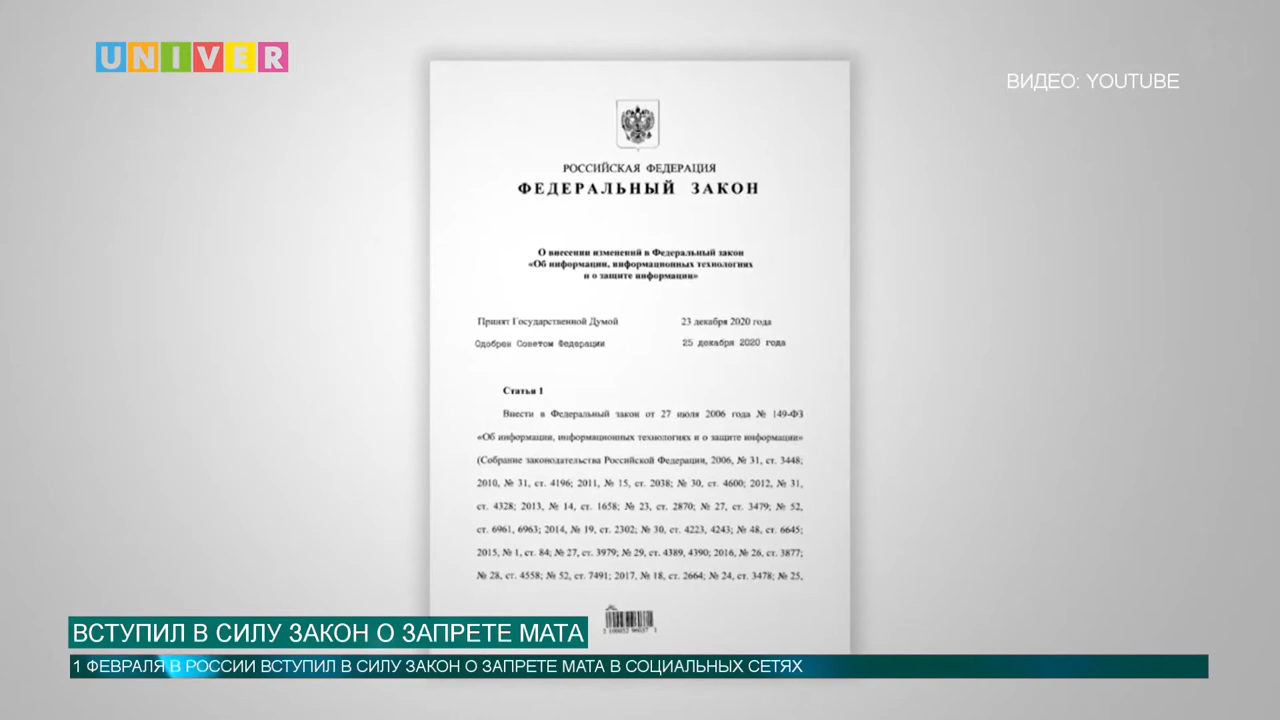 UNIVER
ВИДЕО: YOUTUBE
РОССИЙСКАЯ ФЕДЕРАЦИЯ
ФЕДЕРАЛЬНЫЙ ЗАКОН
О внесении изменений в Федеральный закон
«Об информации, информационных технологиях
и о защите информации»
Принят Государственной Думой 23 декабря 2020 года
Одобрен Советом Федерации 25 декабря 2020 года
Статья 1
Внести в Федеральный закон от 27 июля 2006 года № 149-ФЗ
«Об информации, информационных технологиях и о защите информации»
(Собрание законодательства Российской Федерации, 2006, № 31, ст. 3448;
2010, № 31, ст. 4196; 2011, № 15, ст. 2038; № 30, ст. 4600; 2012, № 31,
ст. 4328; 2013, № 14, ст. 1658; № 23, ст. 2870; № 27, ст. 3479; № 52,
ст. 6961, 6963; 2014, № 19, ст. 2302; № 30, ст. 4223, 4243; № 48, ст. 6645;
2015, № 1, ст. 84; № 27, ст. 3979; № 29, ст. 4389, 4390; 2016, № 26, ст. 3877;
№ 28, ст. 4558; № 52, ст. 7491; 2017, № 18, ст. 2664; № 24, ст. 3478; № 25,
ВСТУПИЛ В СИЛУ ЗАКОН О ЗАПРЕТЕ МАТА
1 ФЕВРАЛЯ В РОССИИ ВСТУПИЛ В СИЛУ ЗАКОН О ЗАПРЕТЕ МАТА В СОЦИАЛЬНЫХ СЕТЯХ